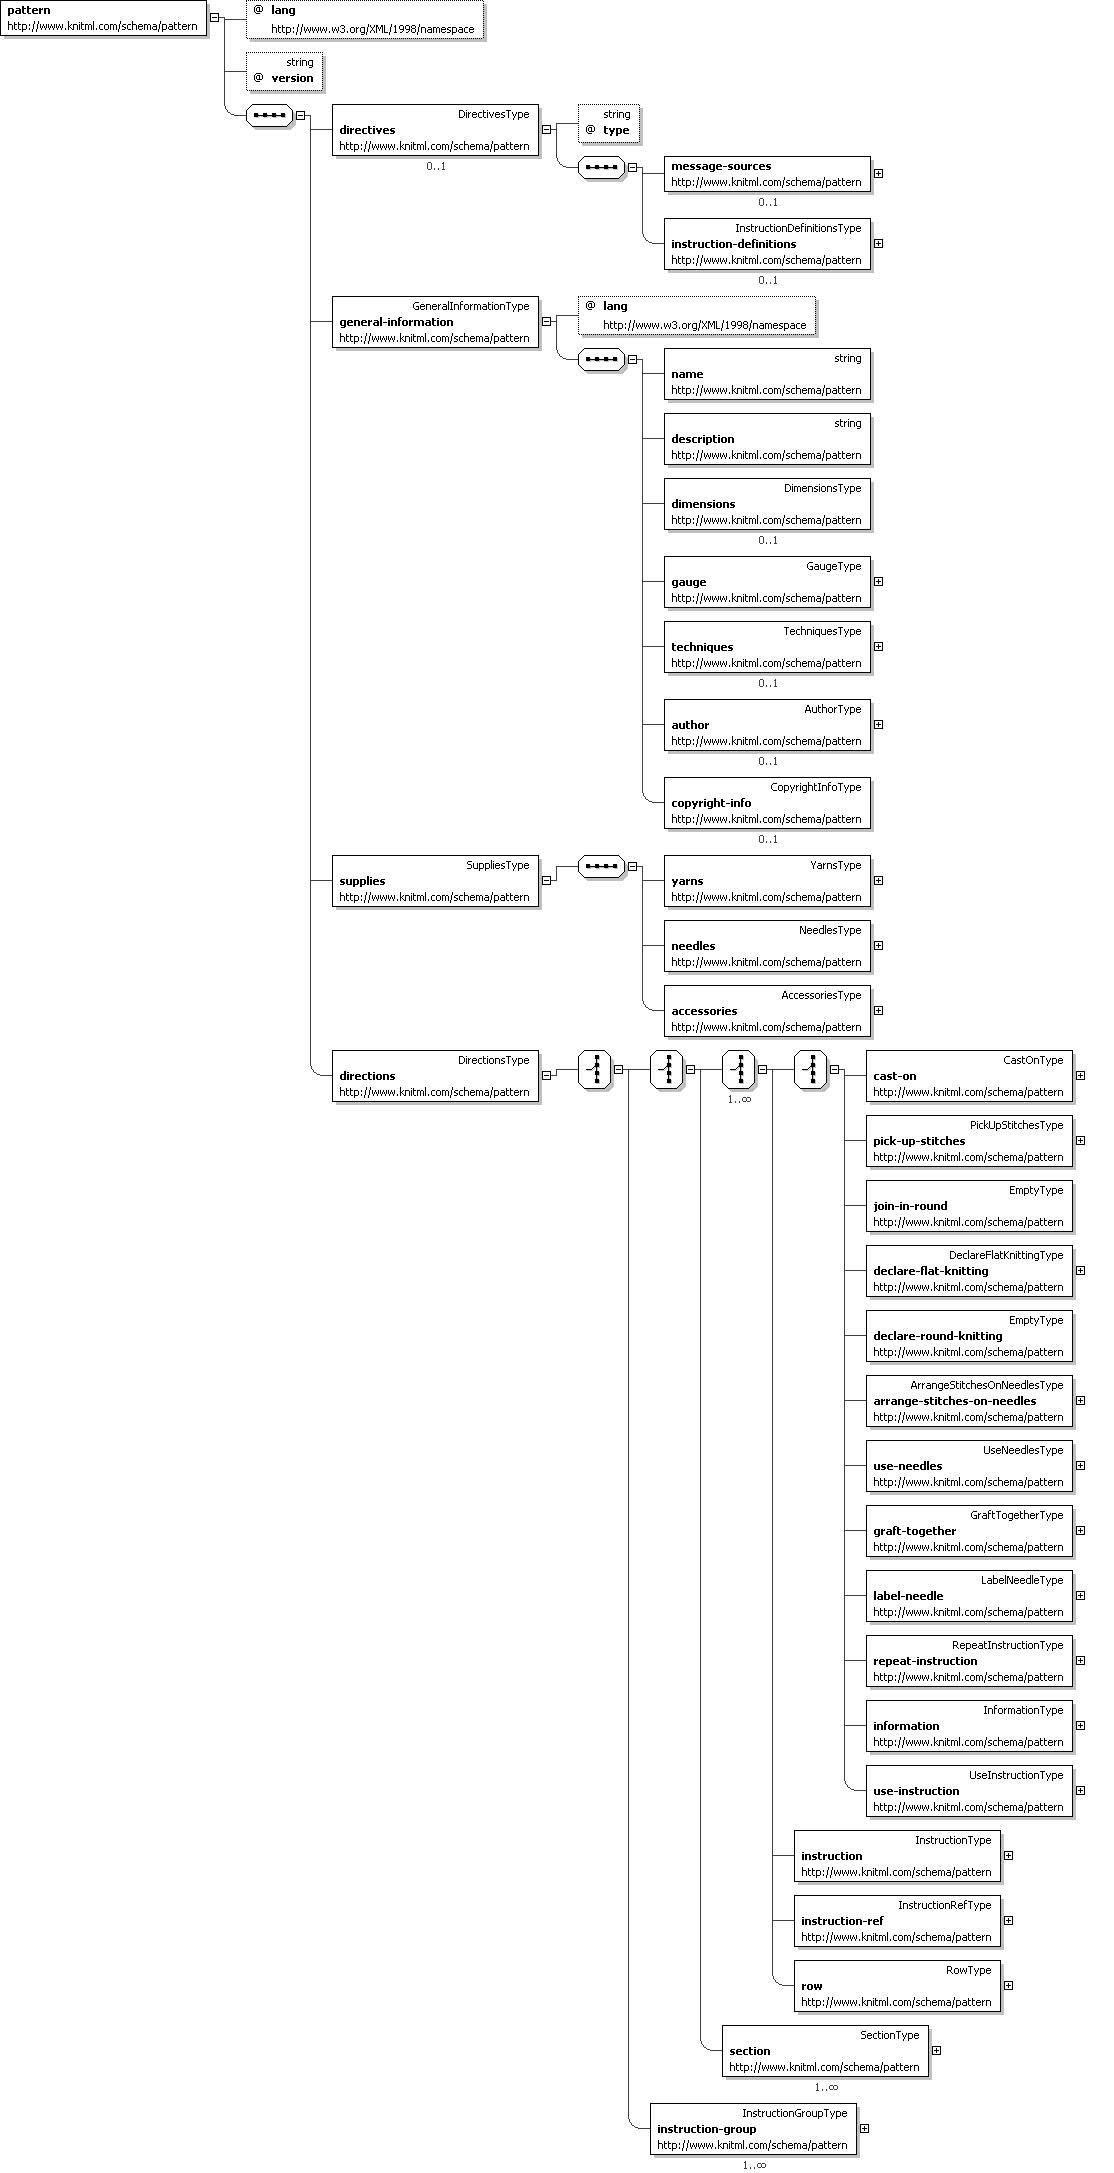 pattern
http://www.knitml.com/schema/pattern
@ lang
http://www.w3.org/XML/1998/namespace
string
@ version
DirectivesType
directives
http://www.knitml.com/schema/pattern
0..1
string
@ type
message-sources
http://www.knitml.com/schema/pattern
0..1
InstructionDefinitionsType
instruction-definitions
http://www.knitml.com/schema/pattern
0..1
GeneralInformationType
general-information
http://www.knitml.com/schema/pattern
@ lang
http://www.w3.org/XML/1998/namespace
string
name
http://www.knitml.com/schema/pattern
string
description
http://www.knitml.com/schema/pattern
DimensionsType
dimensions
http://www.knitml.com/schema/pattern
0..1
GaugeType
gauge
http://www.knitml.com/schema/pattern
TechniquesType
techniques
http://www.knitml.com/schema/pattern
0..1
AuthorType
author
http://www.knitml.com/schema/pattern
0..1
CopyrightInfoType
copyright-info
http://www.knitml.com/schema/pattern
0..1
SuppliesType
supplies
http://www.knitml.com/schema/pattern
YarnsType
yarns
http://www.knitml.com/schema/pattern
NeedlesType
needles
http://www.knitml.com/schema/pattern
AccessoriesType
accessories
http://www.knitml.com/schema/pattern
DirectionsType
directions
http://www.knitml.com/schema/pattern
1..∞
CastOnType
cast-on
http://www.knitml.com/schema/pattern
PickUpStitchesType
pick-up-stitches
http://www.knitml.com/schema/pattern
EmptyType
join-in-round
http://www.knitml.com/schema/pattern
DeclareFlatKnittingType
declare-flat-knitting
http://www.knitml.com/schema/pattern
EmptyType
declare-round-knitting
http://www.knitml.com/schema/pattern
ArrangeStitchesOnNeedlesType
arrange-stitches-on-needles
http://www.knitml.com/schema/pattern
UseNeedlesType
use-needles
http://www.knitml.com/schema/pattern
GraftTogetherType
graft-together
http://www.knitml.com/schema/pattern
LabelNeedleType
label-needle
http://www.knitml.com/schema/pattern
RepeatInstructionType
repeat-instruction
http://www.knitml.com/schema/pattern
InformationType
information
http://www.knitml.com/schema/pattern
UseInstructionType
use-instruction
http://www.knitml.com/schema/pattern
InstructionType
instruction
http://www.knitml.com/schema/pattern
InstructionRefType
instruction-ref
http://www.knitml.com/schema/pattern
RowType
row
http://www.knitml.com/schema/pattern
SectionType
section
http://www.knitml.com/schema/pattern
1..∞
InstructionGroupType
instruction-group
http://www.knitml.com/schema/pattern
1..∞